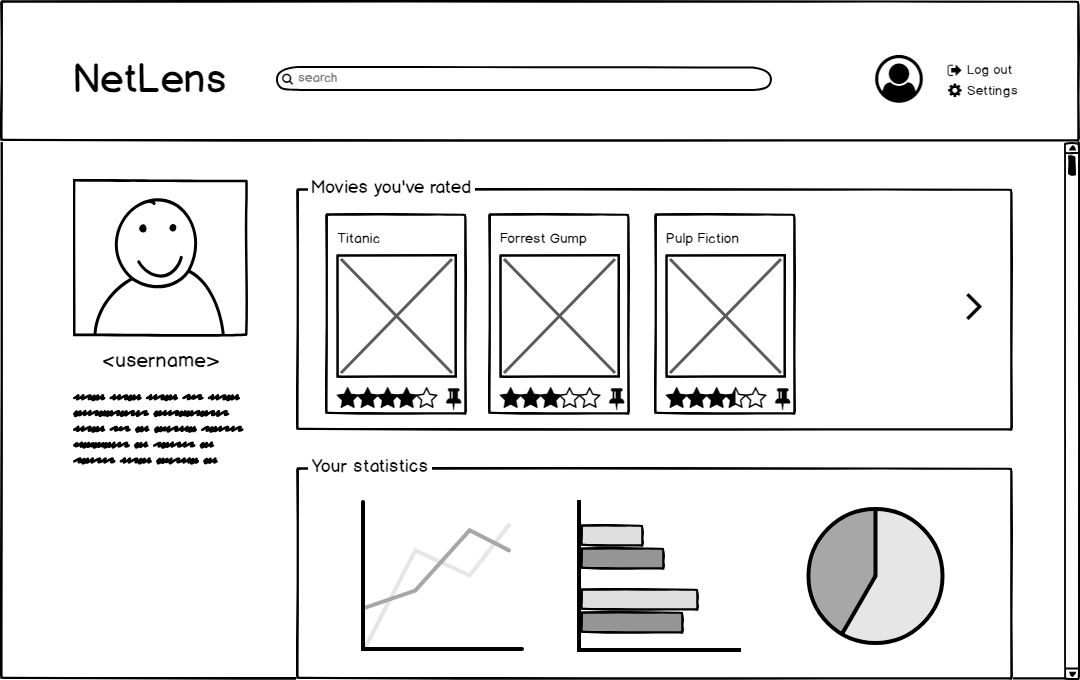 NetLens
search
Log out
Settings
<username>
Movies you've rated
Titanic
Forrest Gump
Pulp Fiction
Your statistics